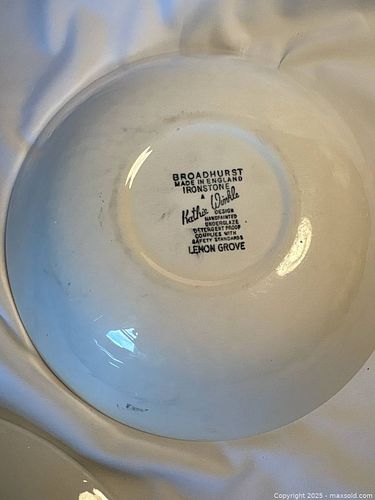 BROADHURST
MADE IN ENGLAND
IRONSTONE
A
Kathie Winkle
DESIGN
HANDPAINTED
UNDERGLAZE
DETERGENT PROOF
COMPLIES WITH
SAFETY STANDARDS
LEMON GROVE
Copyright 2025 - maxsold.com